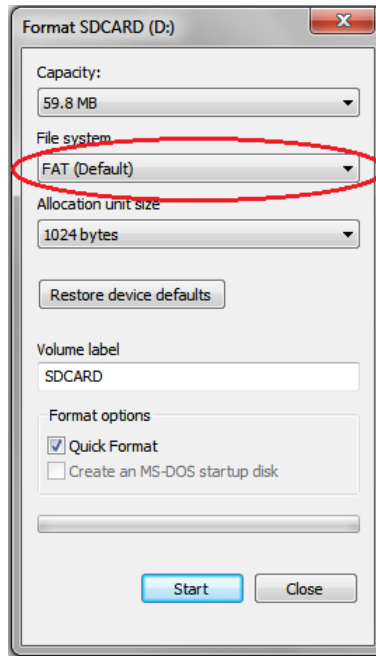 Format SDCARD (D:)
Capacity:
59.8 MB
File system
FAT (Default)
Allocation unit size
1024 bytes
Restore device defaults
Volume label
SDCARD
Format options
Quick Format
Create an MS-DOS startup disk
Start Close